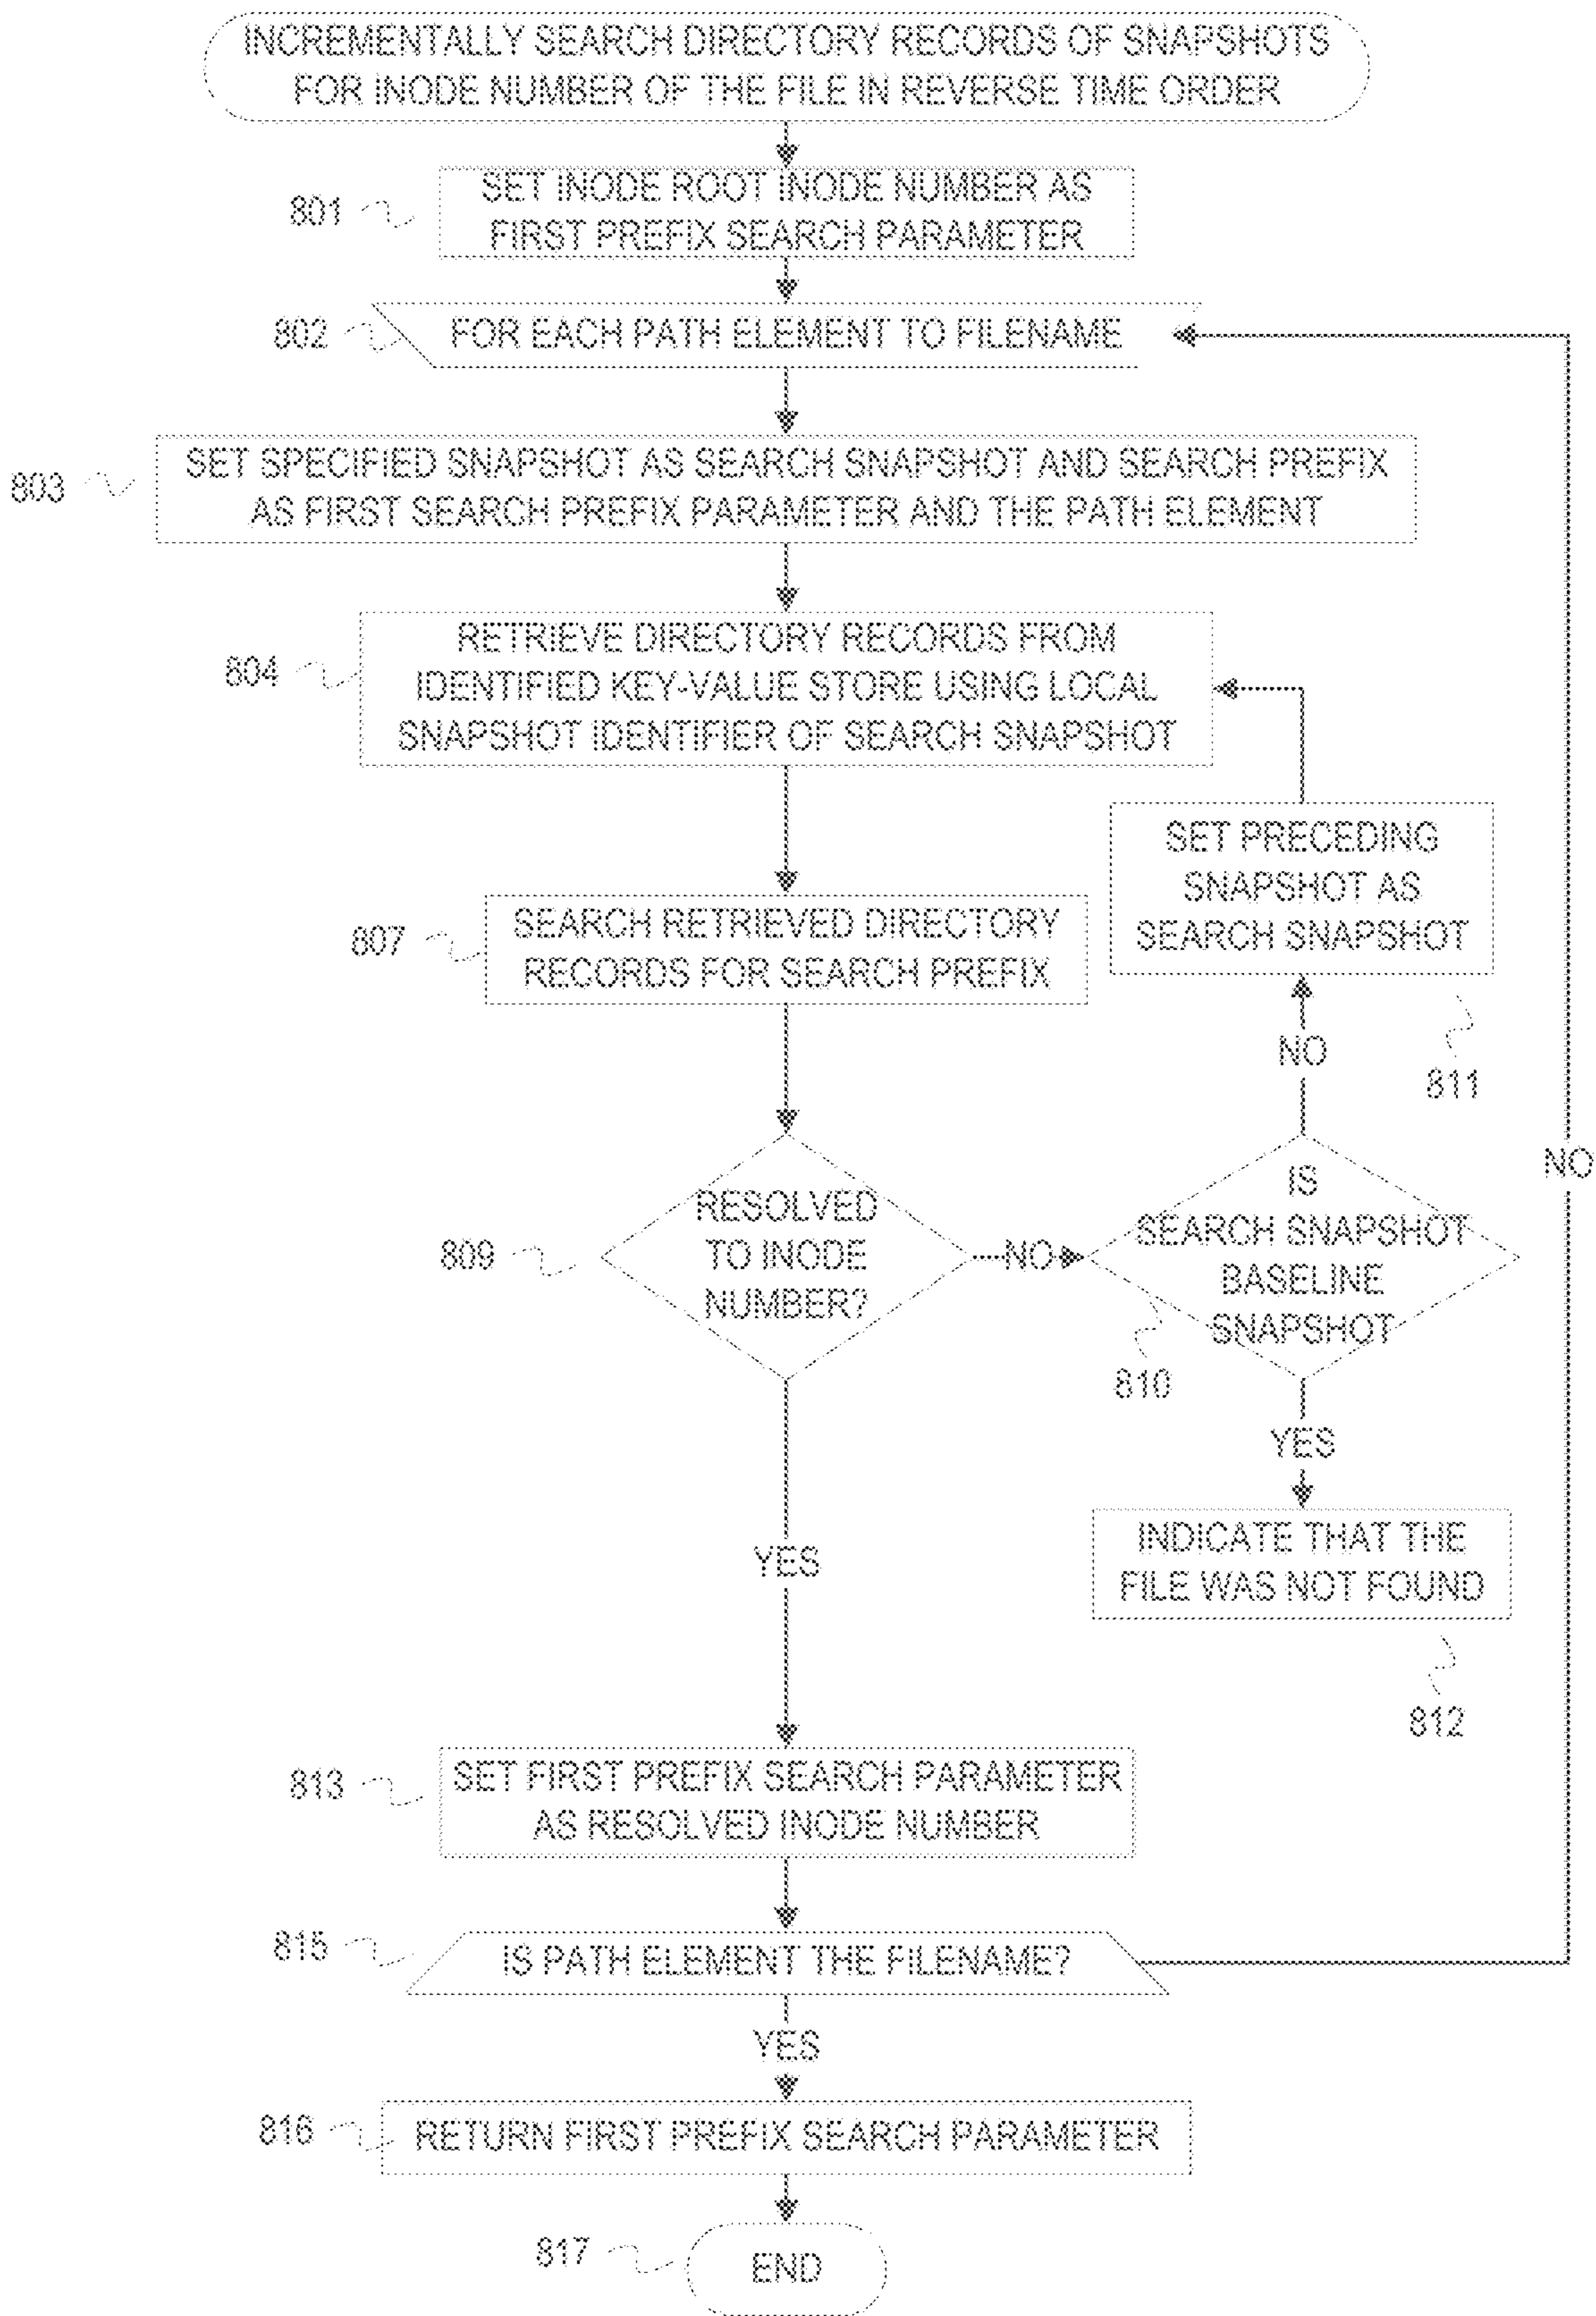 INCREMENTALLY SEARCH DIRECTORY RECORDS OF SNAPSHOTS
FOR INODE NUMBER OF THE FILE IN REVERSE TIME ORDER
801
SET INODE ROOT INODE NUMBER AS
FIRST PREFIX SEARCH PARAMETER
802
FOR EACH PATH ELEMENT TO FILENAME
803
SET SPECIFIED SNAPSHOT AS SEARCH SNAPSHOT AND SEARCH PREFIX
AS FIRST SEARCH PREFIX PARAMETER AND THE PATH ELEMENT
804
RETRIEVE DIRECTORY RECORDS FROM
IDENTIFIED KEY-VALUE STORE USING LOCAL
SNAPSHOT IDENTIFIER OF SEARCH SNAPSHOT
807
SEARCH RETRIEVED DIRECTORY
RECORDS FOR SEARCH PREFIX
SET PRECEDING
SNAPSHOT AS
SEARCH SNAPSHOT
811
NO
809
RESOLVED
TO INODE
NUMBER?
NO
IS
SEARCH SNAPSHOT
BASELINE
SNAPSHOT
810
NO
YES
YES
INDICATE THAT THE
FILE WAS NOT FOUND
812
813
SET FIRST PREFIX SEARCH PARAMETER
AS RESOLVED INODE NUMBER
815
IS PATH ELEMENT THE FILENAME?
YES
816
RETURN FIRST PREFIX SEARCH PARAMETER
817
END